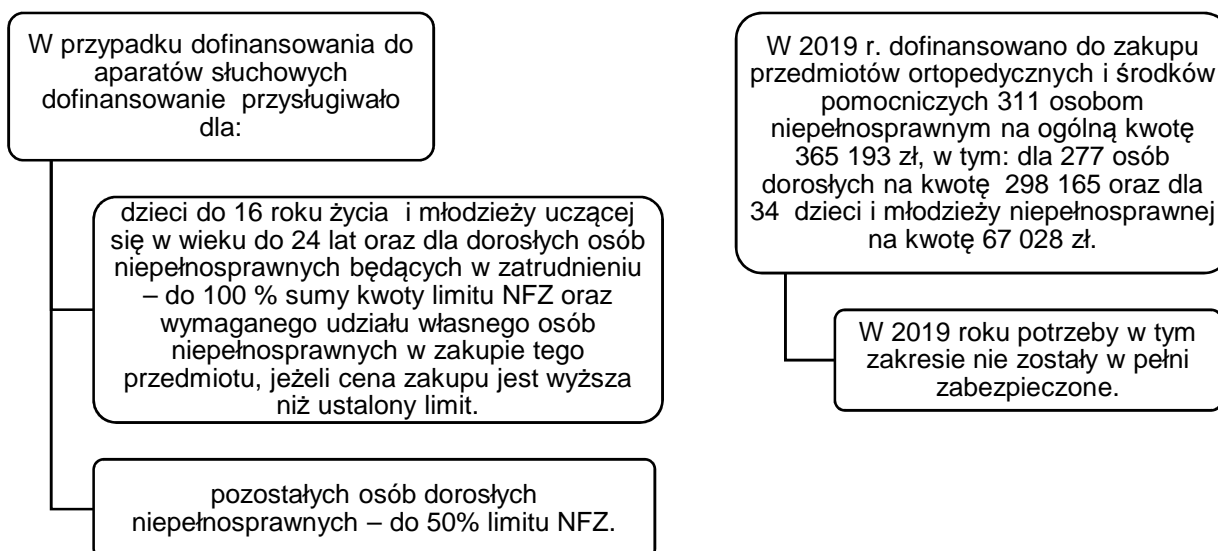 W przypadku dofinansowania do
aparatów słuchowych
dofinansowanie przysługiwało
dla:
dzieci do 16 roku życia i młodzieży uczącej
się w wieku do 24 lat oraz dla dorosłych osób
niepełnosprawnych będących w zatrudnieniu
– do 100 % sumy kwoty limitu NFZ oraz
wymaganego udziału własnego osób
niepełnosprawnych w zakupie tego
przedmiotu, jeżeli cena zakupu jest wyższa
niż ustalony limit.
pozostałych osób dorosłych
niepełnosprawnych – do 50% limitu NFZ.
W 2019 r. dofinansowano do zakupu
przedmiotów ortopedycznych i środków
pomocniczych 311 osobom
niepełnosprawnym na ogólną kwotę
365 193 zł, w tym: dla 277 osób
dorosłych na kwotę 298 165 oraz dla
34 dzieci i młodzieży niepełnosprawnej
na kwotę 67 028 zł.
W 2019 roku potrzeby w tym
zakresie nie zostały w pełni
zabezpieczone.